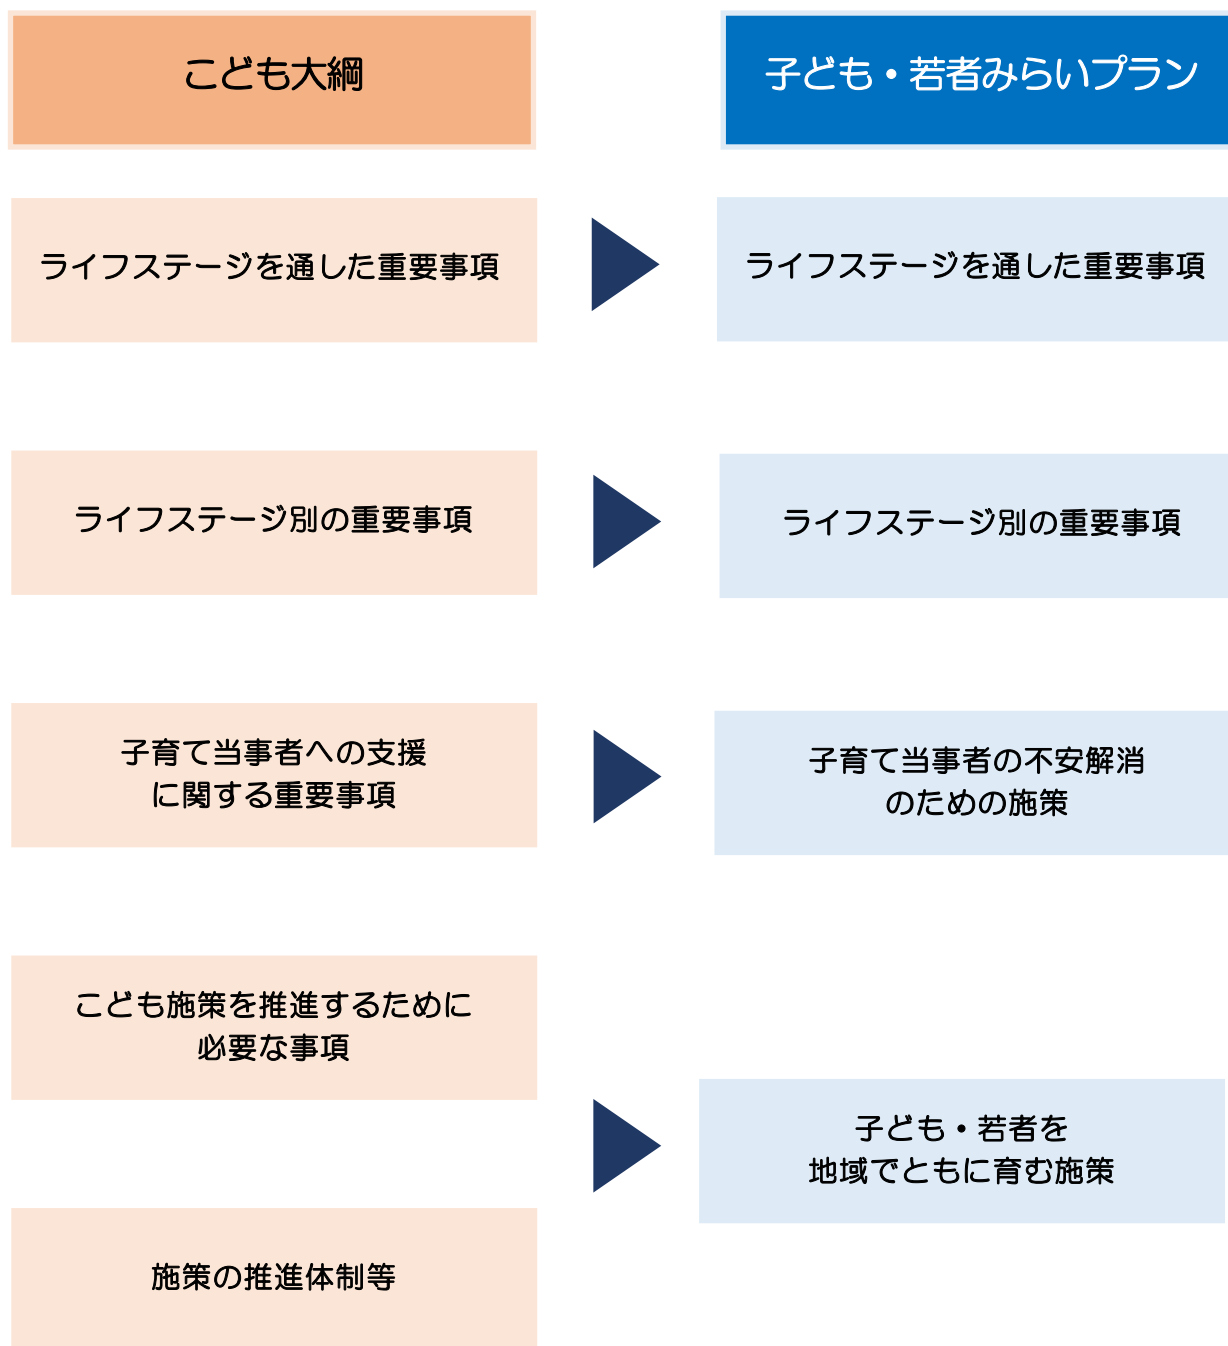 こども大綱
子ども・若者みらいプラン
ライフステージを通した重要事項
ライフステージを通した重要事項
ライフステージ別の重要事項
ライフステージ別の重要事項
子育て当事者への支援
に関する重要事項
子育て当事者の不安解消
のための施策
こども施策を推進するために
必要な事項
子ども・若者を
地域でともに育む施策
施策の推進体制等